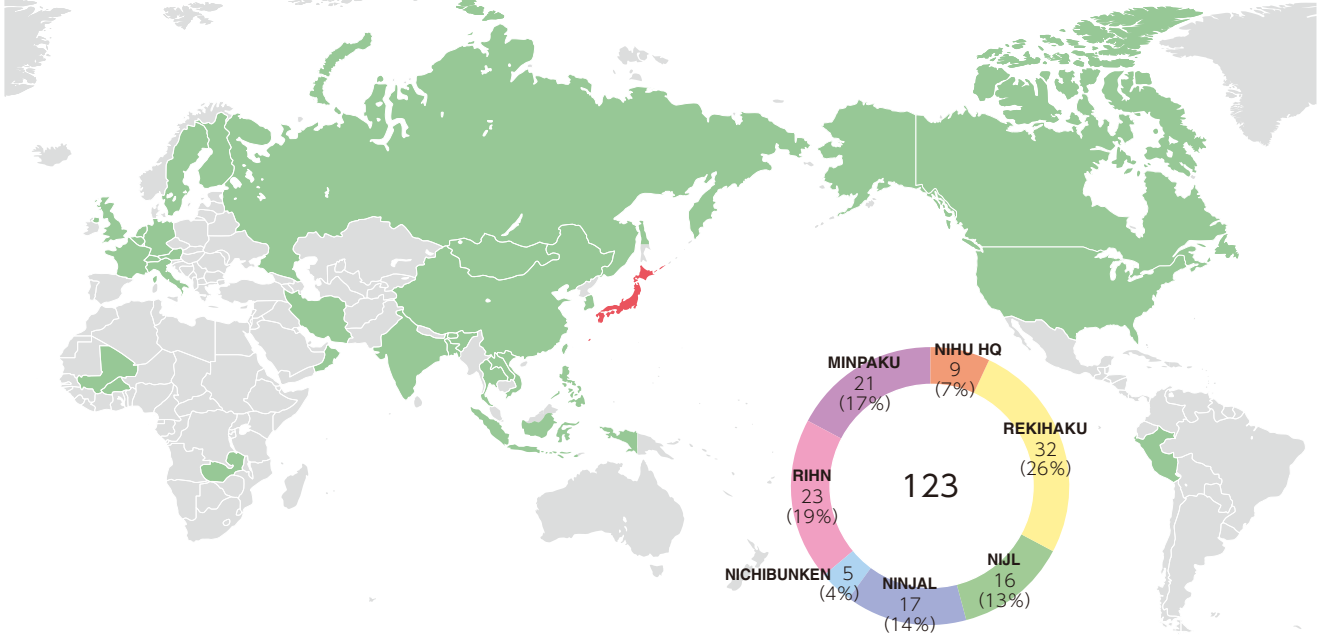 NIHU HQ
9
(7%)
REKIHAKU
32
(26%)
NIJL
16
(13%)
NINJAL
17
(14%)
NICHIBUNKEN 5
(4%)
RIHN
23
(19%)
MINPAKU
21
(17%)
123